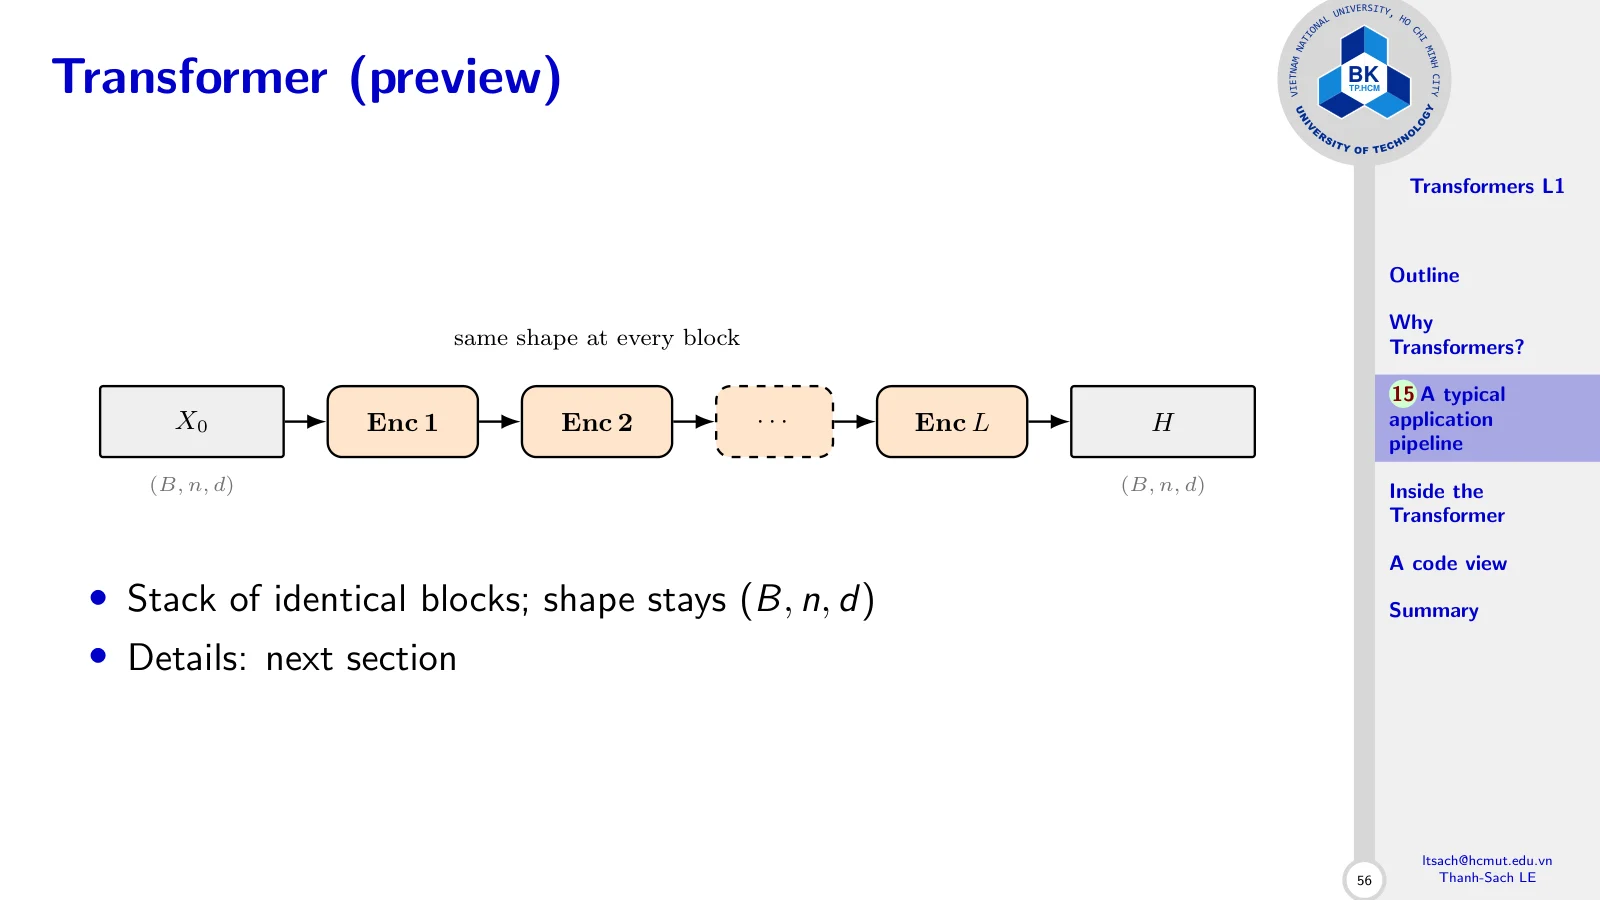 Transformer (preview)
same shape at every block
X₀
Enc 1
Enc 2
···
Enc L
H
(B, n, d)
(B, n, d)
• Stack of identical blocks; shape stays (B, n, d)
• Details: next section
VIETNAM NATIONAL UNIVERSITY, HO CHI MINH CITY
BK
TP.HCM
UNIVERSITY OF TECHNOLOGY
Transformers L1
Outline
Why
Transformers?
15 A typical
application
pipeline
Inside the
Transformer
A code view
Summary
ltsach@hcmut.edu.vn
Thanh-Sach LE
56